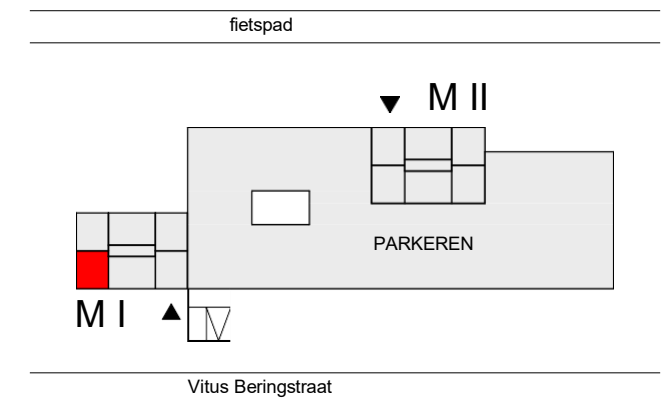 fietspad
M II
PARKEREN
M I
Vitus Beringstraat